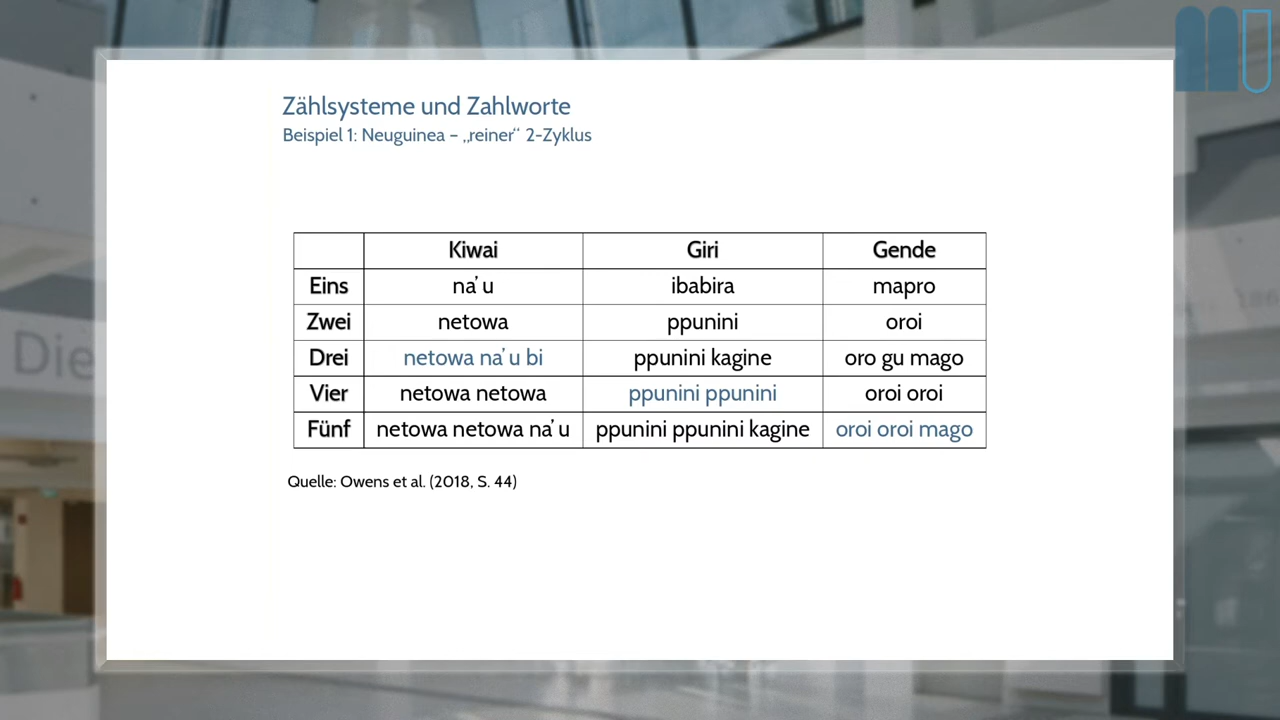 Zählsysteme und Zahlworte
Beispiel 1: Neuguinea – „reiner“ 2-Zyklus
Kiwai Giri Gende
Eins na’u ibabira mapro
Zwei netowa ppunini oroi
Drei netowa na’u bi ppunini kagine oro gu mago
Vier netowa netowa ppunini ppunini oroi oroi
Fünf netowa netowa na’u ppunini ppunini kagine oroi oroi mago
Quelle: Owens et al. (2018, S. 44)
Die